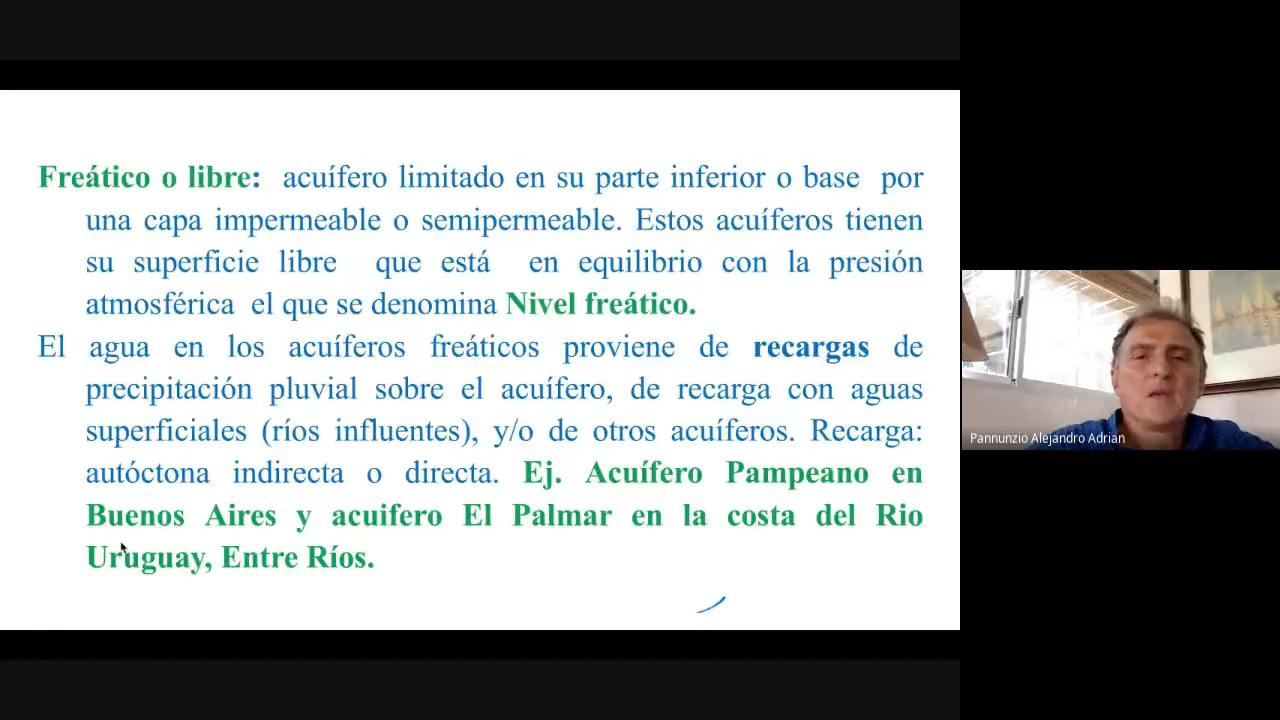 Freático o libre: acuífero limitado en su parte inferior o base por
una capa impermeable o semipermeable. Estos acuíferos tienen
su superficie libre que está en equilibrio con la presión
atmosférica el que se denomina Nivel freático.
El agua en los acuíferos freáticos proviene de recargas de
precipitación pluvial sobre el acuífero, de recarga con aguas
superficiales (ríos influentes), y/o de otros acuíferos. Recarga:
autóctona indirecta o directa. Ej. Acuífero Pampeano en
Buenos Aires y acuifero El Palmar en la costa del Rio
Uruguay, Entre Ríos.
Pannunzio Alejandro Adrian